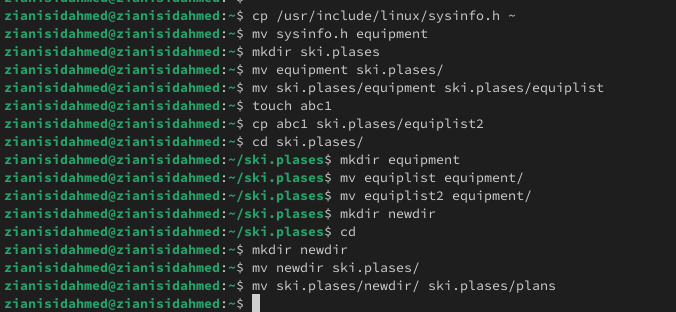 zianisidahmed@zianisidahmed:~$ cp /usr/include/linux/sysinfo.h ~
zianisidahmed@zianisidahmed:~$ mv sysinfo.h equipment
zianisidahmed@zianisidahmed:~$ mkdir ski.plases
zianisidahmed@zianisidahmed:~$ mv equipment ski.plases/
zianisidahmed@zianisidahmed:~$ mv ski.plases/equipment ski.plases/equiplist
zianisidahmed@zianisidahmed:~$ touch abc1
zianisidahmed@zianisidahmed:~$ cp abc1 ski.plases/equiplist2
zianisidahmed@zianisidahmed:~$ cd ski.plases/
zianisidahmed@zianisidahmed:~/ski.plases$ mkdir equipment
zianisidahmed@zianisidahmed:~/ski.plases$ mv equiplist equipment/
zianisidahmed@zianisidahmed:~/ski.plases$ mv equiplist2 equipment/
zianisidahmed@zianisidahmed:~/ski.plases$ mkdir newdir
zianisidahmed@zianisidahmed:~/ski.plases$ cd
zianisidahmed@zianisidahmed:~$ mkdir newdir
zianisidahmed@zianisidahmed:~$ mv newdir ski.plases/
zianisidahmed@zianisidahmed:~$ mv ski.plases/newdir/ ski.plases/plans
zianisidahmed@zianisidahmed:~$